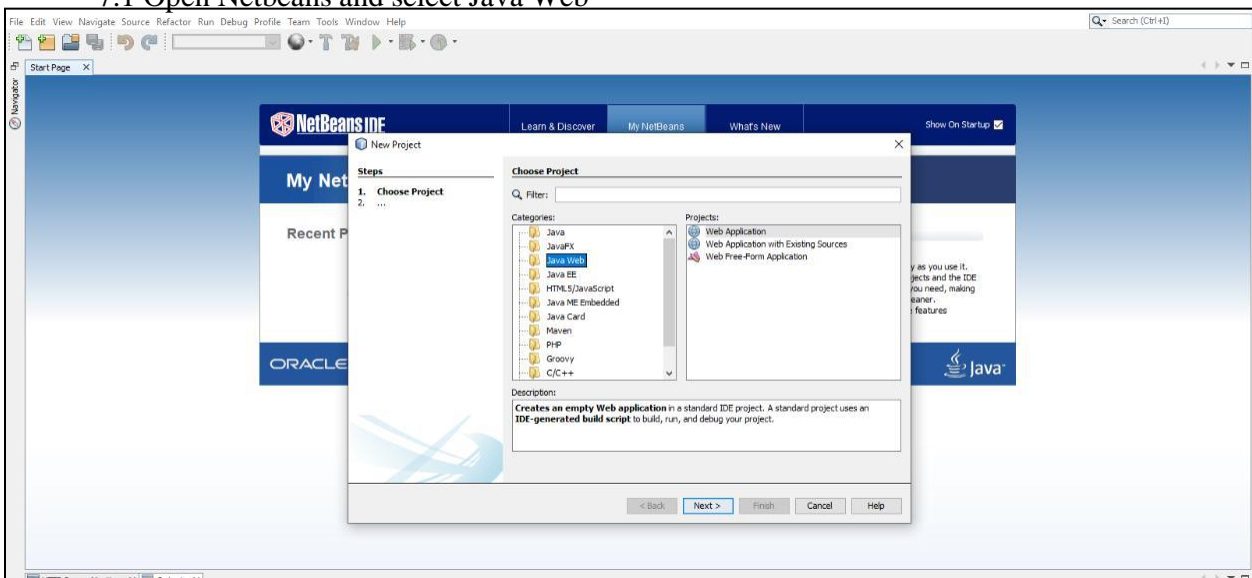 7.1 Open Netbeans and select Java Web
File Edit View Navigate Source Refactor Run Debug Profile Team Tools Window Help
Search (Ctrl+I)
Start Page
Navigator
NetBeans IDE
Learn & Discover
My NetBeans
What's New
Show On Startup
My Net
Recent P
y as you use it.
jects and the IDE
you need, making
eaner.
features
ORACLE
Java
New Project
Steps
1. Choose Project
2. ...
Choose Project
Filter:
Categories:
Java
JavaFX
Java Web
Java EE
HTML5/JavaScript
Java ME Embedded
Java Card
Maven
PHP
Groovy
C/C++
Projects:
Web Application
Web Application with Existing Sources
Web Free-Form Application
Description:
Creates an empty Web application in a standard IDE project. A standard project uses an
IDE-generated build script to build, run, and debug your project.
< Back
Next >
Finish
Cancel
Help